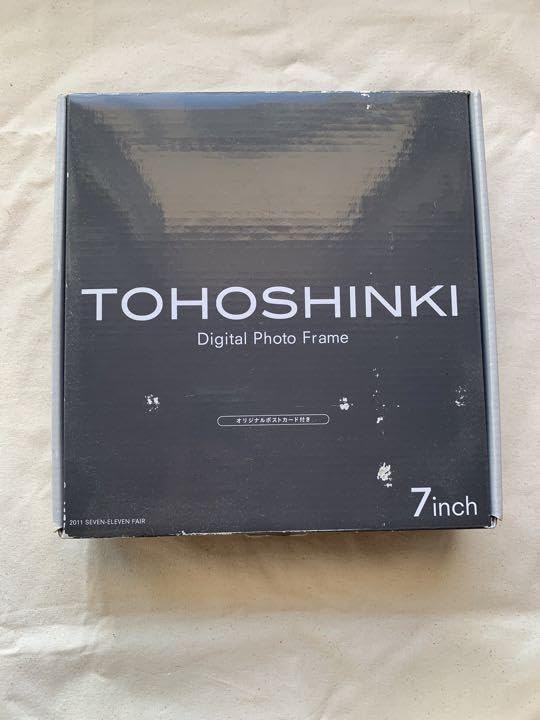 TOHOSHINKI
Digital Photo Frame
オリジナルポストカード付き
7inch
2011 SEVEN-ELEVEN FAIR